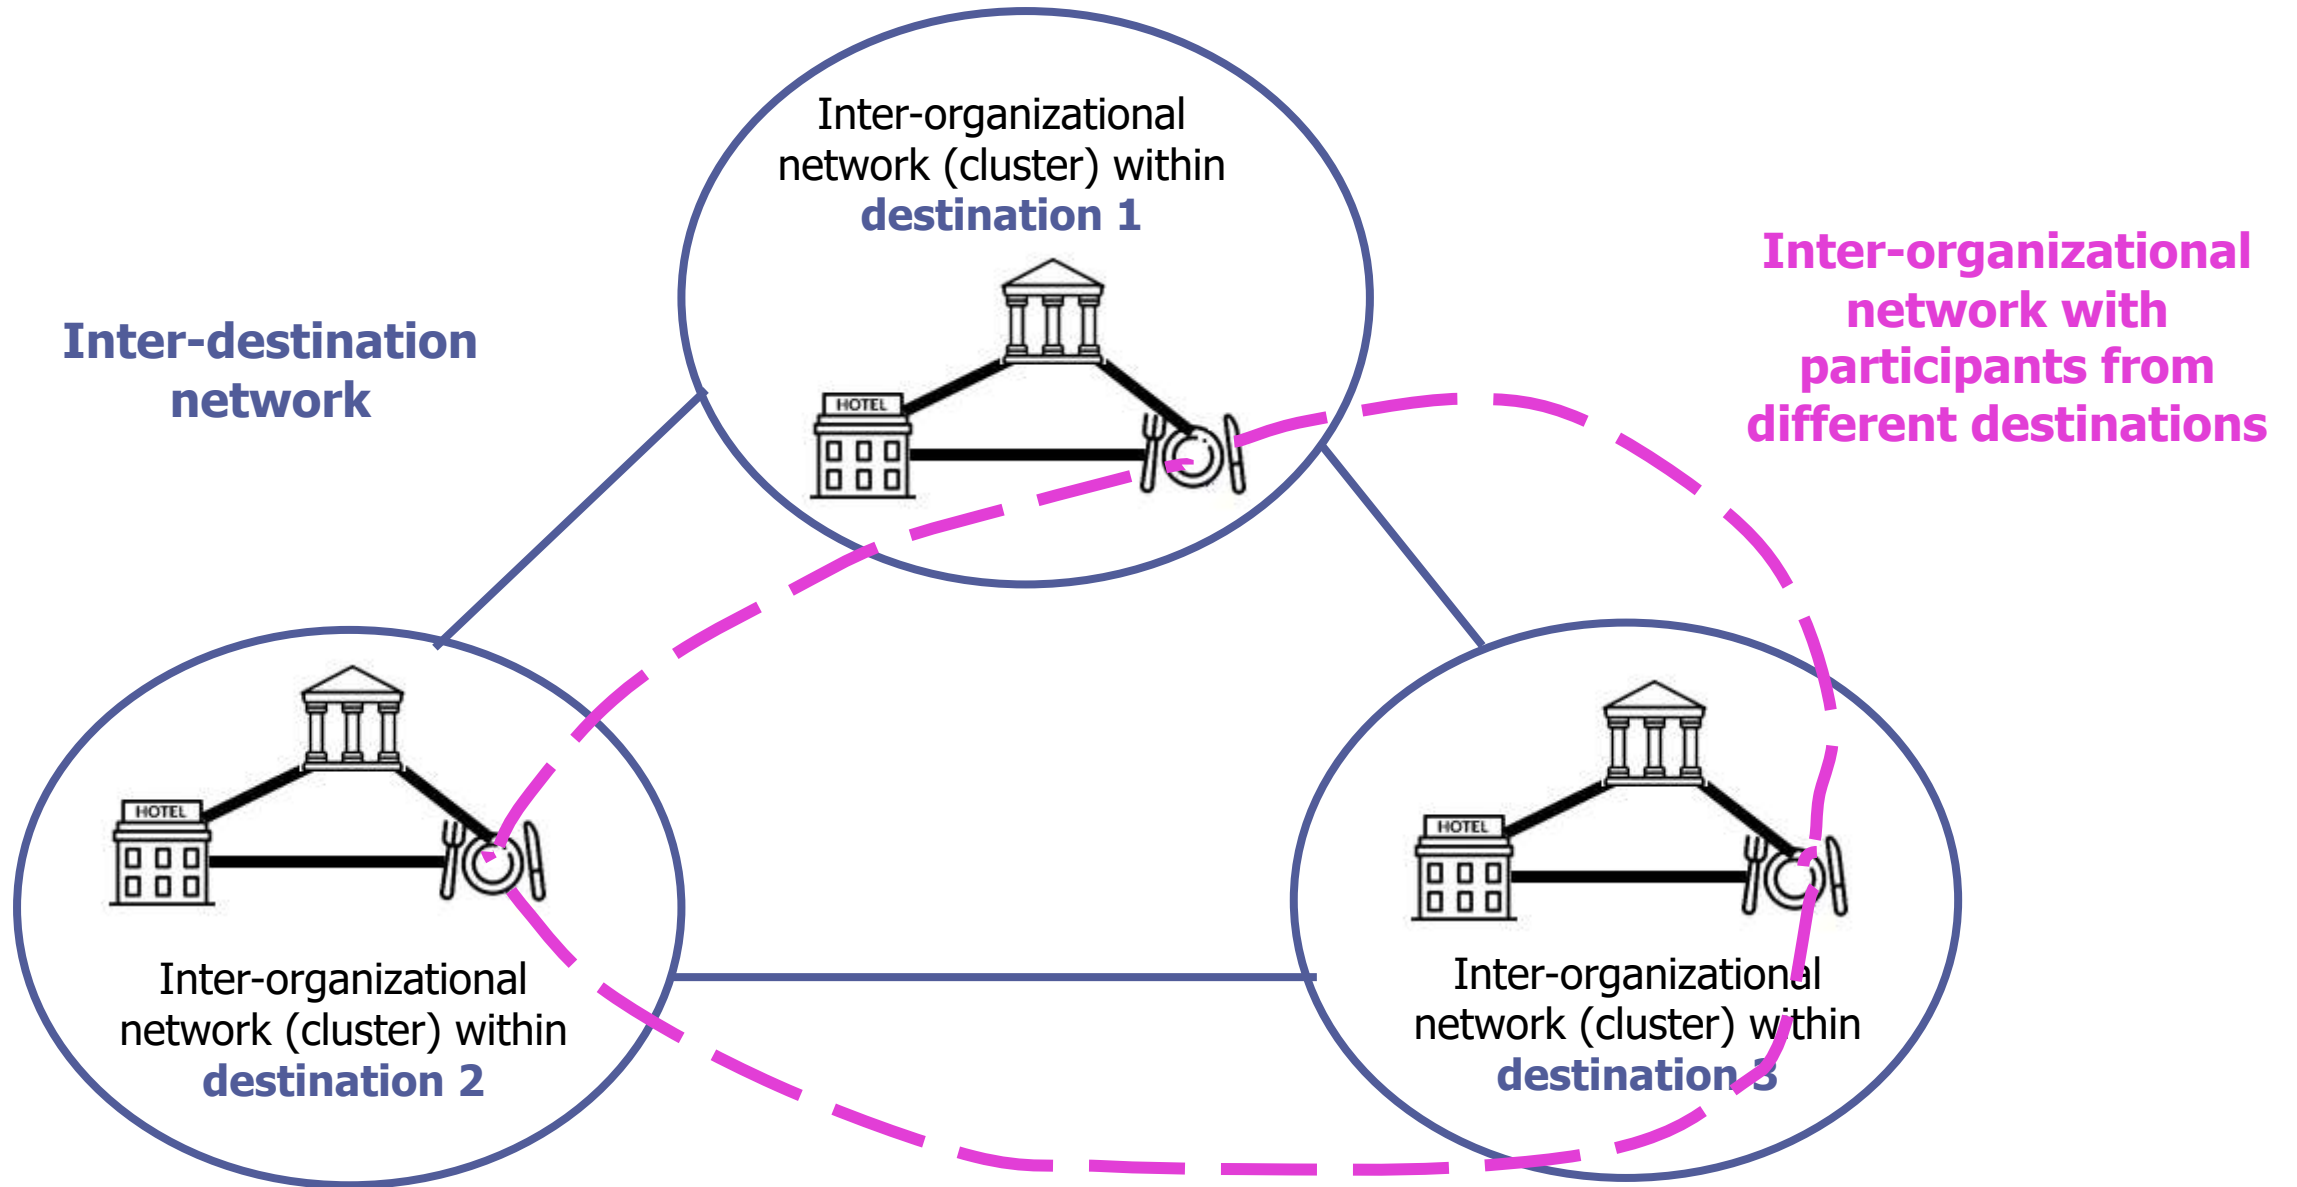 Inter-organizational
network (cluster) within
destination 1
HOTEL
Inter-destination
network
Inter-organizational
network with
participants from
different destinations
HOTEL
Inter-organizational
network (cluster) within
destination 2
HOTEL
Inter-organizational
network (cluster) within
destination 3